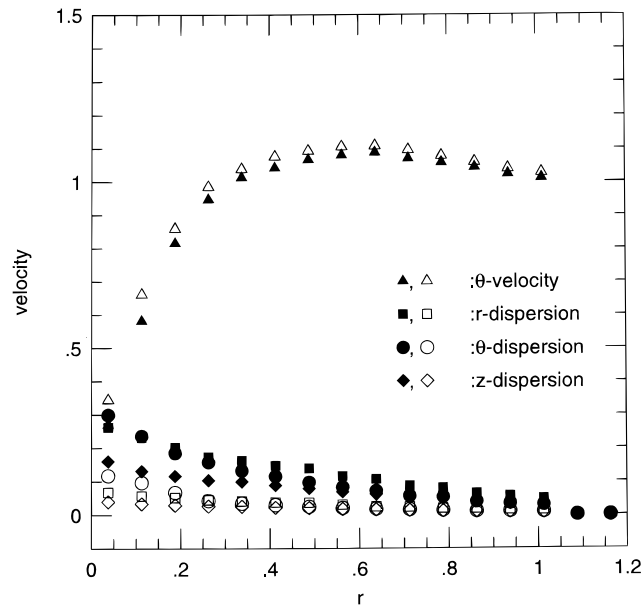 1.5
1
velocity
.5
0
▲, △ :θ-velocity
■, □ :r-dispersion
●, ○ :θ-dispersion
◆, ◇ :z-dispersion
0 .2 .4 .6 .8 1 1.2
r